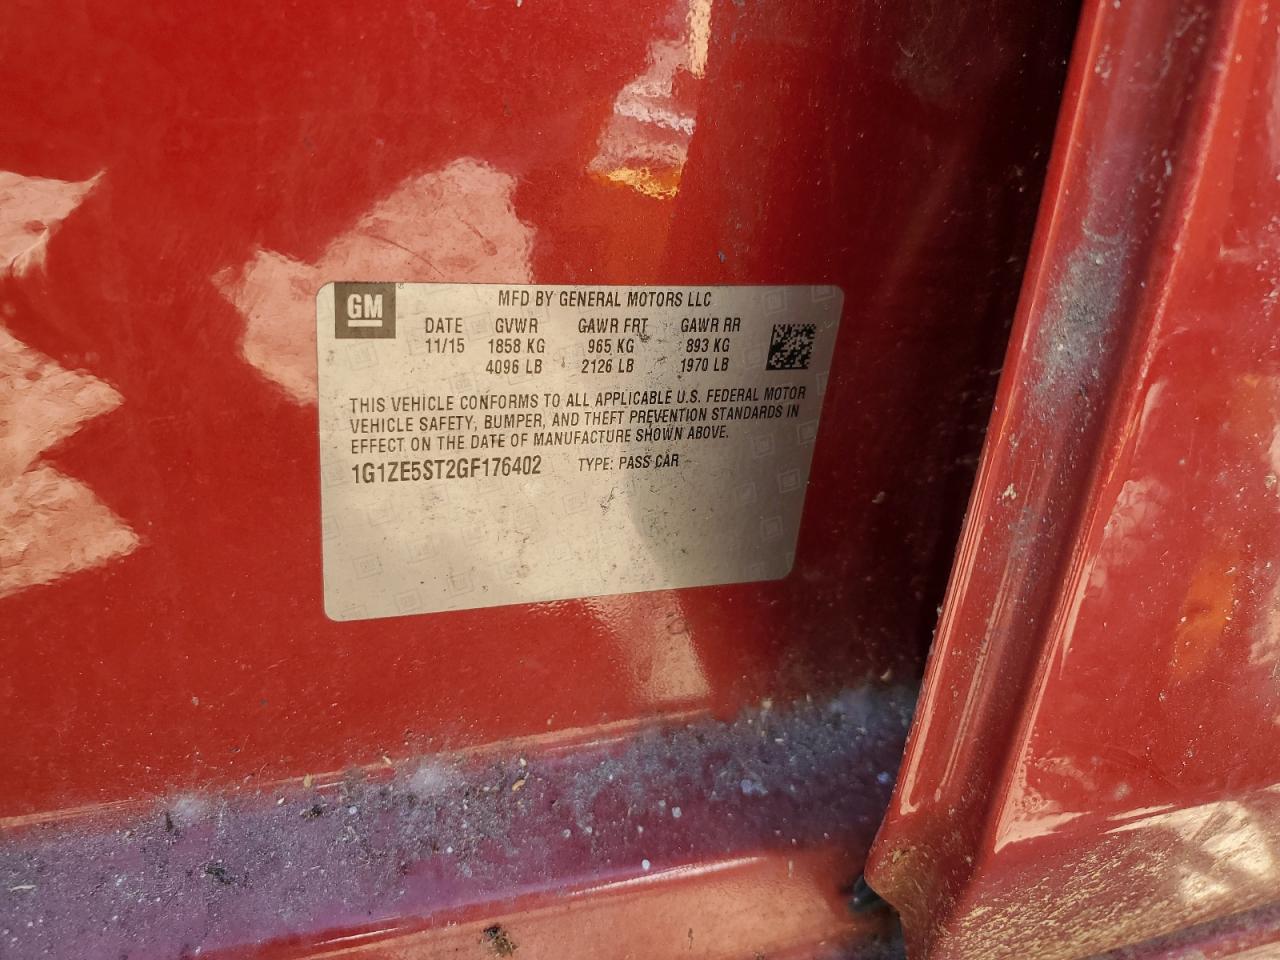 GM
MFD BY GENERAL MOTORS LLC
DATE GVWR GAWR FRT GAWR RR
11/15 1858 KG 965 KG 893 KG
4096 LB 2126 LB 1970 LB
THIS VEHICLE CONFORMS TO ALL APPLICABLE U.S. FEDERAL MOTOR
VEHICLE SAFETY, BUMPER, AND THEFT PREVENTION STANDARDS IN
EFFECT ON THE DATE OF MANUFACTURE SHOWN ABOVE.
1G1ZE5ST2GF176402 TYPE: PASS CAR